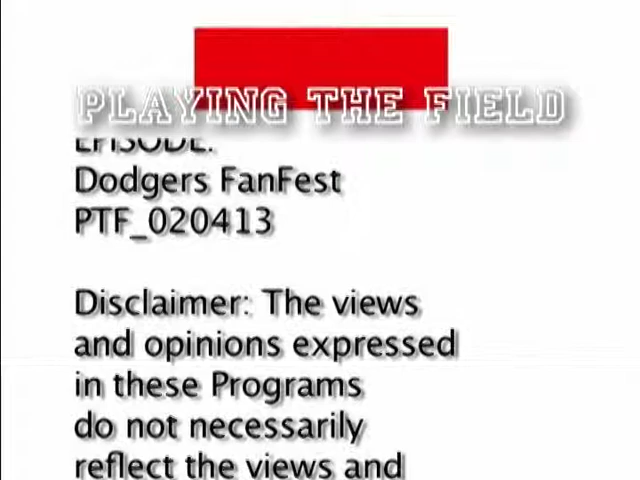 PLAYING THE FIELD
EPISODE:
Dodgers FanFest
PTF_020413
Disclaimer: The views
and opinions expressed
in these Programs
do not necessarily
reflect the views and